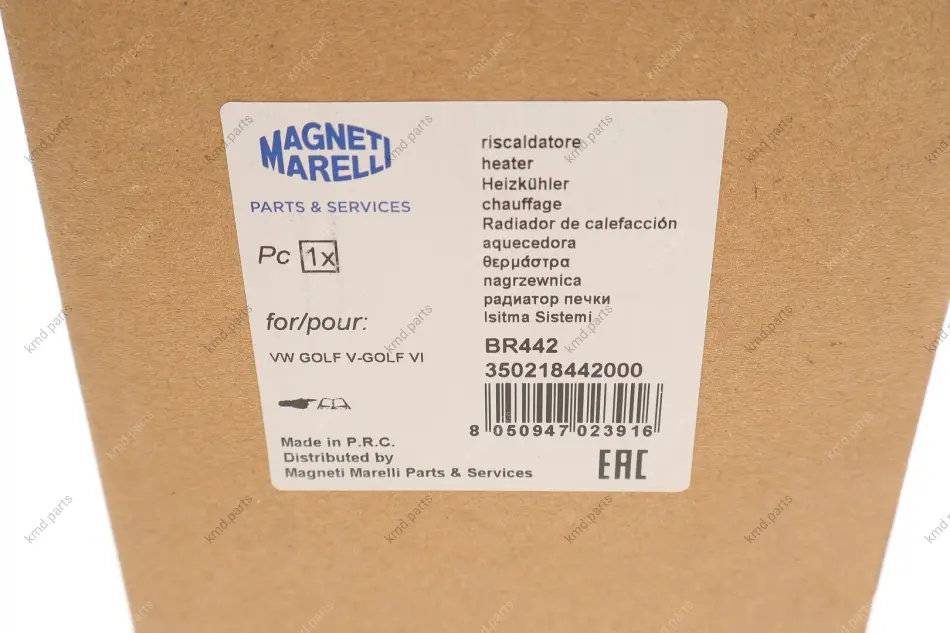 MAGNETI
MARELLI
PARTS & SERVICES
Pc 1x
for/pour:
VW GOLF V-GOLF VI
Made in P.R.C.
Distributed by
Magneti Marelli Parts & Services
riscaldatore
heater
Heizkühler
chauffage
Radiador de calefacción
aquecedora
θερμάστρα
nagrzewnica
радиатор печки
Isitma Sistemi
BR442
350218442000
8 050947 023916
EAC
kmd.parts